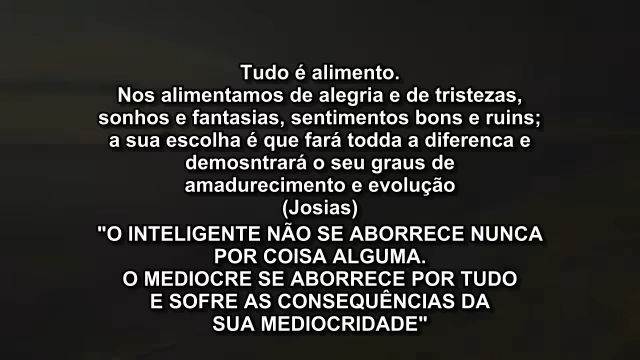 Tudo é alimento.
Nos alimentamos de alegria e de tristezas,
sonhos e fantasias, sentimentos bons e ruins;
a sua escolha é que fará todda a diferenca e
demosntrará o seu graus de
amadurecimento e evolução
(Josias)
"O INTELIGENTE NÃO SE ABORRECE NUNCA
POR COISA ALGUMA.
O MEDIOCRE SE ABORRECE POR TUDO
E SOFRE AS CONSEQUÊNCIAS DA
SUA MEDIOCRIDADE"